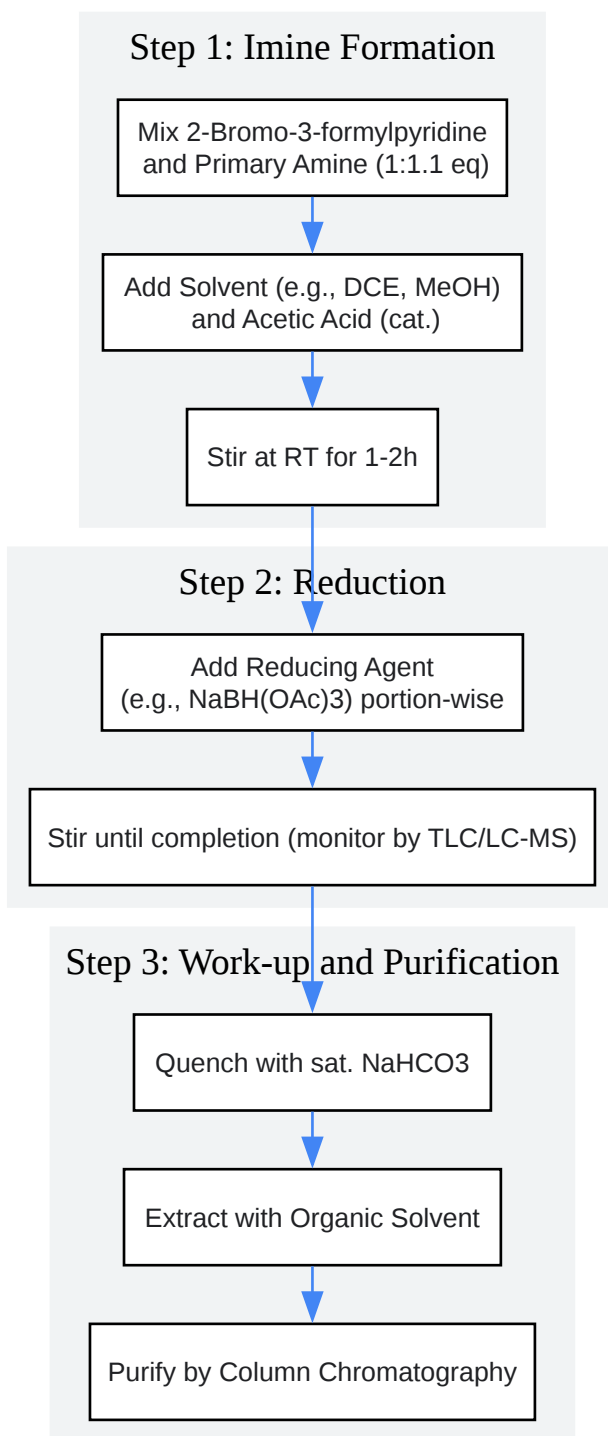 Step 1: Imine Formation
Mix 2-Bromo-3-formylpyridine
and Primary Amine (1:1.1 eq)
Add Solvent (e.g., DCE, MeOH)
and Acetic Acid (cat.)
Stir at RT for 1-2h
Step 2: Reduction
Add Reducing Agent
(e.g., NaBH(OAc)3) portion-wise
Stir until completion (monitor by TLC/LC-MS)
Step 3: Work-up and Purification
Quench with sat. NaHCO3
Extract with Organic Solvent
Purify by Column Chromatography